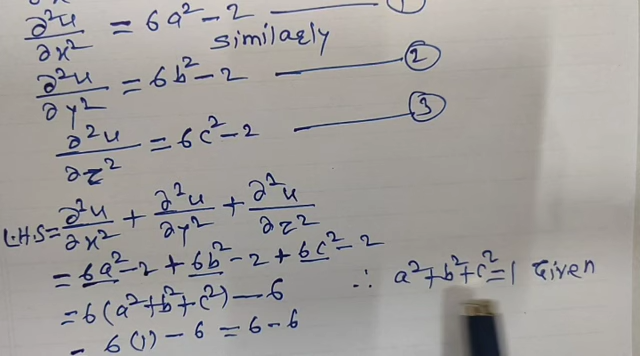 ∂²u/∂x² = 6a² - 2 ——— ①
Similarly
∂²u/∂y² = 6b² - 2 ——— ②
∂²u/∂z² = 6c² - 2 ——— ③
L.H.S = ∂²u/∂x² + ∂²u/∂y² + ∂²u/∂z²
= 6a² - 2 + 6b² - 2 + 6c² - 2
= 6(a² + b² + c²) - 6 ∴ a² + b² + c² = 1 Given
= 6(1) - 6 = 6 - 6